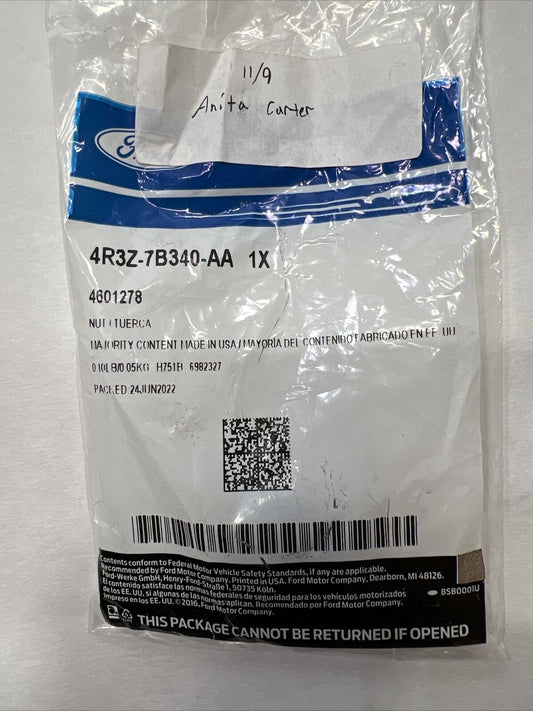 11/9
Anita Carter
4R3Z-7B340-AA 1X
4601278
NUT / TUERCA
MAJORITY CONTENT MADE IN USA / MAYORÍA DEL CONTENIDO FABRICADO EN EE UU
0.10LB/0.05KG H751B 6982327
PACKED:24JUN2022
Contents conform to Federal Motor Vehicle Safety Standards, if any are applicable.
Recommended by Ford Motor Company. Printed in USA. Ford Motor Company, Dearborn, MI 48126.
Ford-Werke GmbH, Henry-Ford-Straße 1, 50735 Köln.
El contenido satisface las normas federales de seguridad para los vehículos motorizados
de los EE. UU. si algunas de las normas aplican. Recomendado por Ford Motor Company.
Impreso en los EE. UU. © 2016, Ford Motor Company.
BSB0001U
THIS PACKAGE CANNOT BE RETURNED IF OPENED